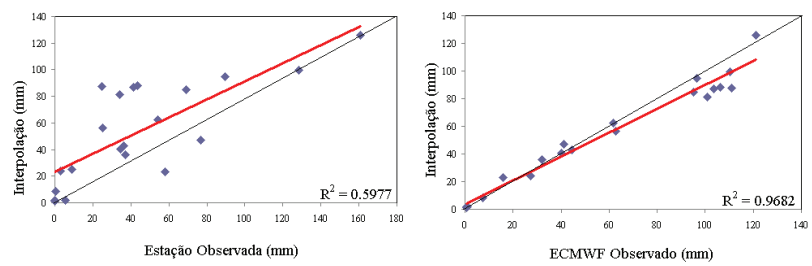 140
120
100
80
60
40
20
0
Interpolação (mm)
R² = 0.5977
0 20 40 60 80 100 120 140 160 180
Estação Observada (mm)
140
120
100
80
60
40
20
0
Interpolação (mm)
R² = 0.9682
0 20 40 60 80 100 120 140
ECMWF Observado (mm)